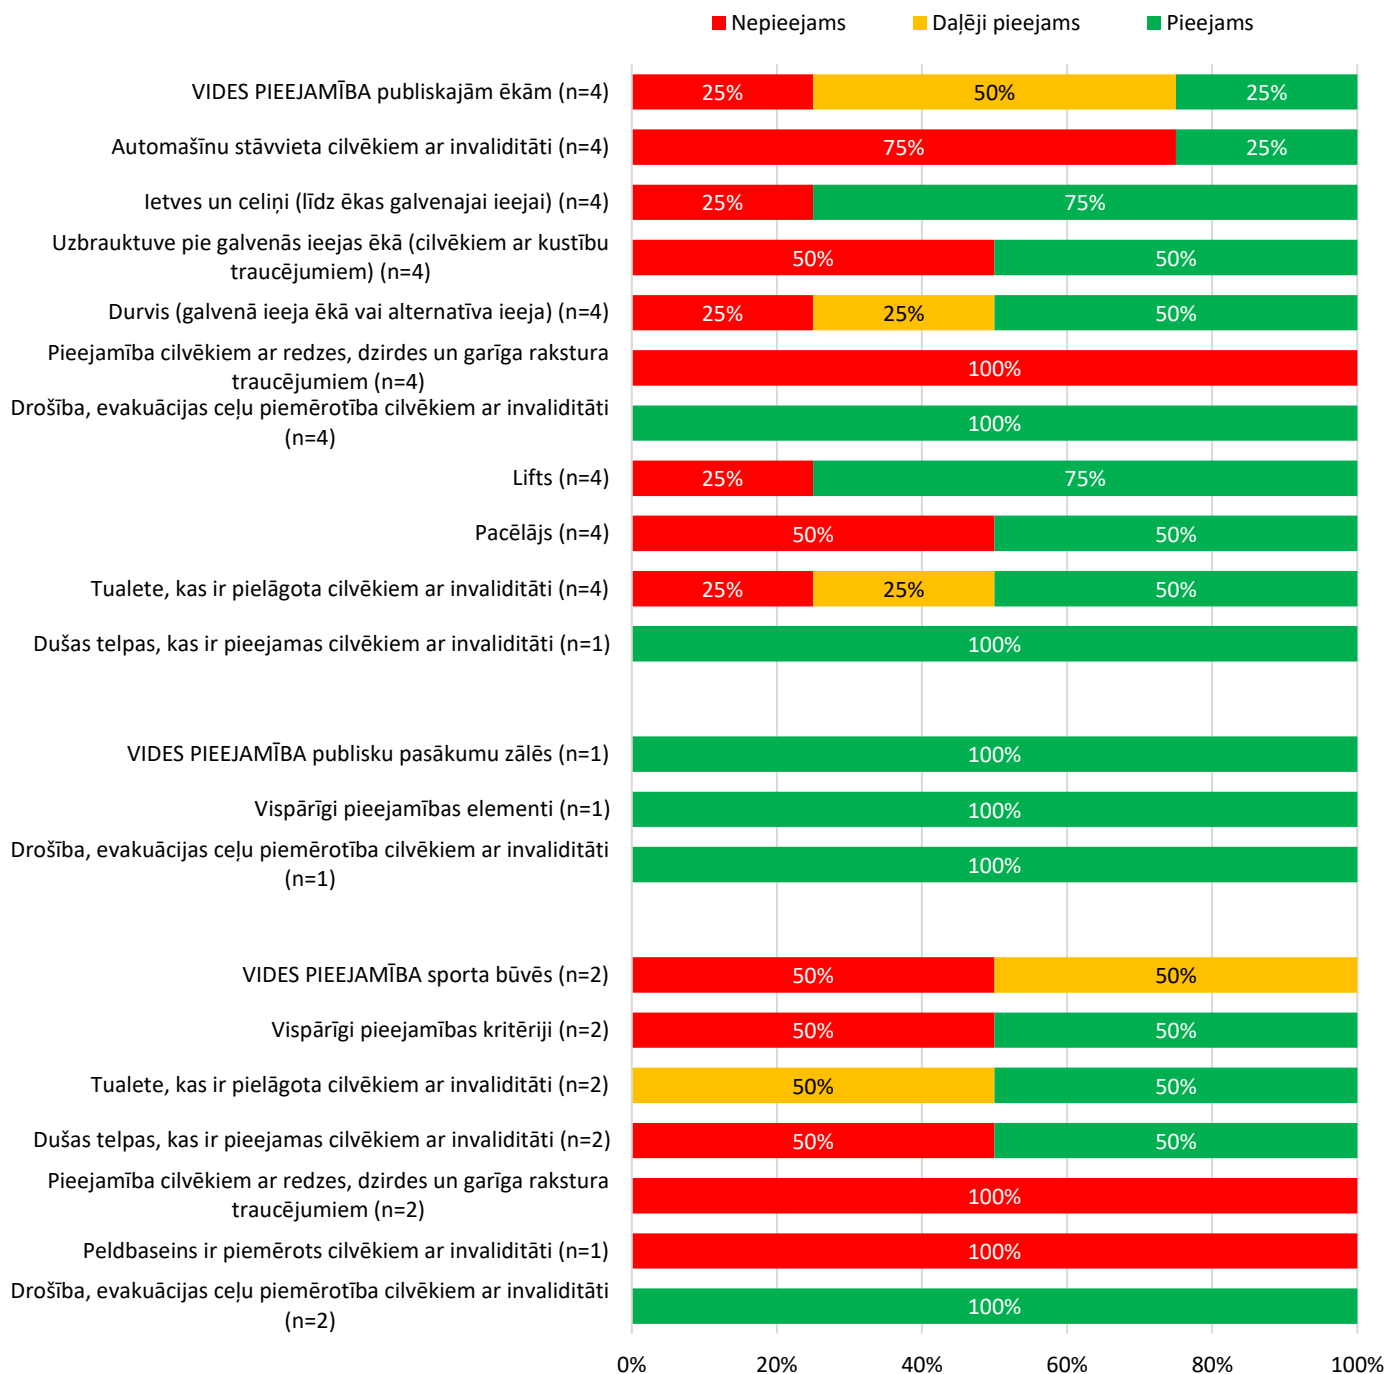 Nepieejams Daļēji pieejams Pieejams
VIDES PIEEJAMĪBA publiskajām ēkām (n=4) 25% 50% 25%
Automašīnu stāvvieta cilvēkiem ar invaliditāti (n=4) 75% 25%
Ietves un celiņi (līdz ēkas galvenajai ieejai) (n=4) 25% 75%
Uzbrauktuve pie galvenās ieejas ēkā (cilvēkiem ar kustību
traucējumiem) (n=4) 50% 50%
Durvis (galvenā ieeja ēkā vai alternatīva ieeja) (n=4) 25% 25% 50%
Pieejamība cilvēkiem ar redzes, dzirdes un garīga rakstura
traucējumiem (n=4) 100%
Drošība, evakuācijas ceļu piemērotība cilvēkiem ar invaliditāti
(n=4) 100%
Lifts (n=4) 25% 75%
Pacēlājs (n=4) 50% 50%
Tualete, kas ir pielāgota cilvēkiem ar invaliditāti (n=4) 25% 25% 50%
Dušas telpas, kas ir pieejamas cilvēkiem ar invaliditāti (n=1) 100%
VIDES PIEEJAMĪBA publisku pasākumu zālēs (n=1) 100%
Vispārīgi pieejamības elementi (n=1) 100%
Drošība, evakuācijas ceļu piemērotība cilvēkiem ar invaliditāti
(n=1) 100%
VIDES PIEEJAMĪBA sporta būvēs (n=2) 50% 50%
Vispārīgi pieejamības kritēriji (n=2) 50% 50%
Tualete, kas ir pielāgota cilvēkiem ar invaliditāti (n=2) 50% 50%
Dušas telpas, kas ir pieejamas cilvēkiem ar invaliditāti (n=2) 50% 50%
Pieejamība cilvēkiem ar redzes, dzirdes un garīga rakstura
traucējumiem (n=2) 100%
Peldbaseins ir piemērots cilvēkiem ar invaliditāti (n=1) 100%
Drošība, evakuācijas ceļu piemērotība cilvēkiem ar invaliditāti
(n=2) 100%
0% 20% 40% 60% 80% 100%